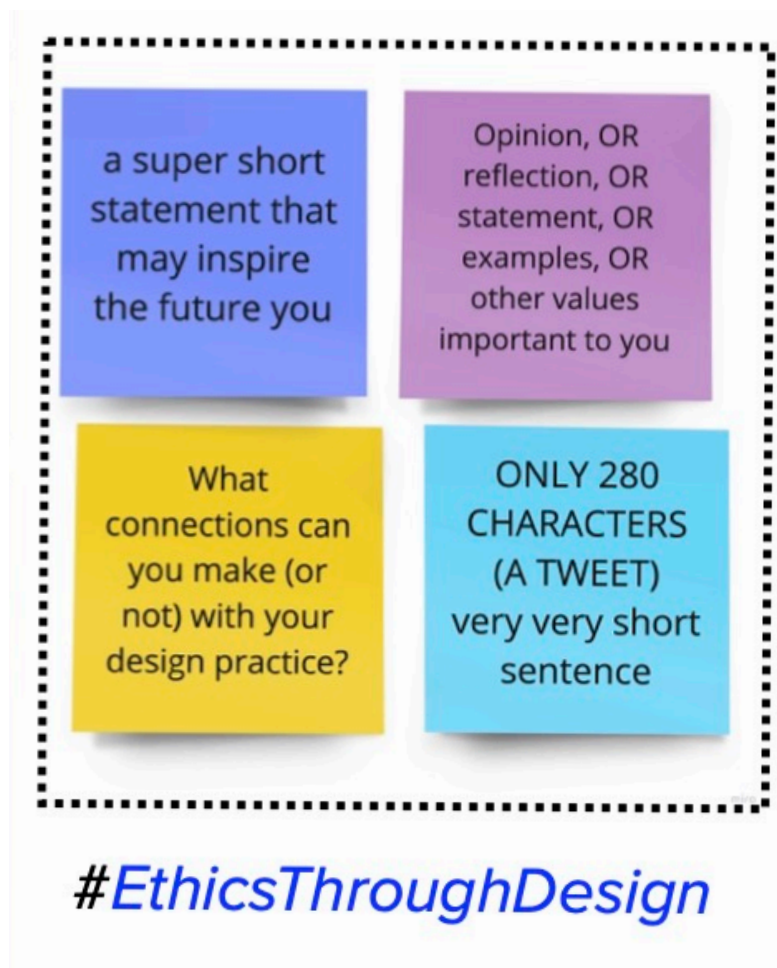 a super short
statement that
may inspire
the future you
Opinion, OR
reflection, OR
statement, OR
examples, OR
other values
important to you
What
connections can
you make (or
not) with your
design practice?
ONLY 280
CHARACTERS
(A TWEET)
very very short
sentence
miro
#EthicsThroughDesign